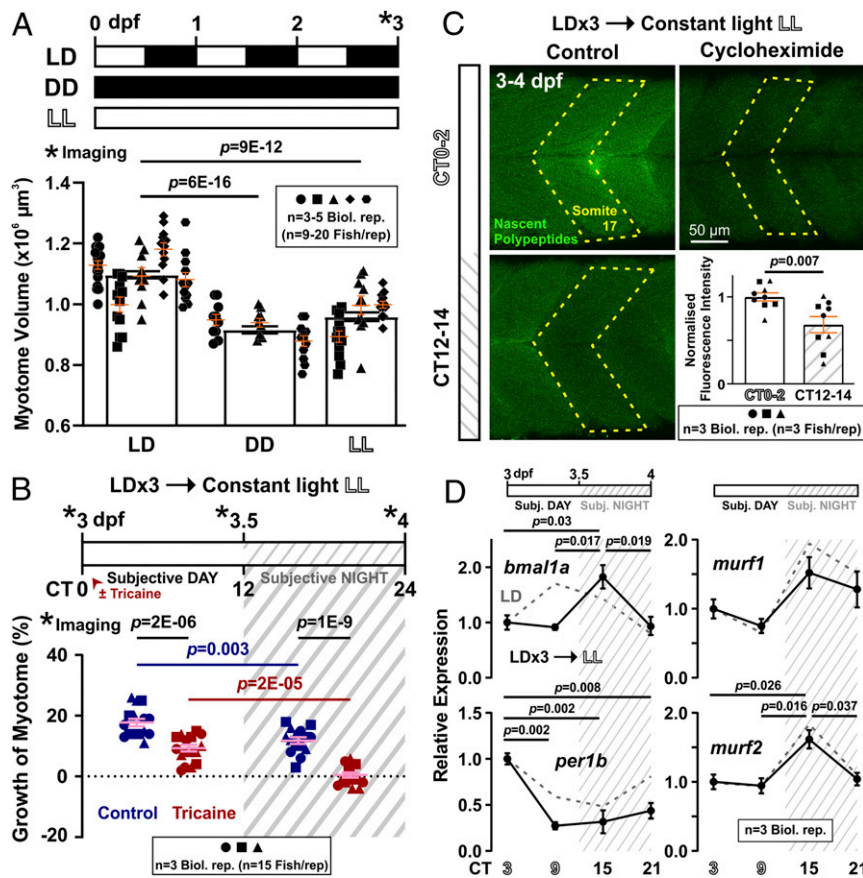 A
0 dpf 1 2 *3
LD
DD
𝕃𝕃
*Imaging
p=9E-12
p=6E-16
n=3-5 Biol. rep.
(n=9-20 Fish/rep)
Myotome Volume (x10⁶ µm³)
1.4
1.2
1.0
0.8
0.6
LD DD 𝕃𝕃
B
LDx3 → Constant light 𝕃𝕃
*3 dpf *3.5 *4
Subjective DAY Subjective NIGHT
CT 0 12 24
± Tricaine
*Imaging
p=2E-06 p=1E-9
p=0.003
p=2E-05
Growth of Myotome (%)
40
20
0
-20
Control Tricaine
n=3 Biol. rep. (n=15 Fish/rep)
C
LDx3 → Constant light 𝕃𝕃
Control Cycloheximide
CT0-2
3-4 dpf
Somite
17
Nascent
Polypeptides
50 µm
CT12-14
p=0.007
Normalised
Fluorescence Intensity
1
0
CT0-2 CT12-14
n=3 Biol. rep. (n=3 Fish/rep)
D
3 dpf 3.5 4
Subj. DAY Subj. NIGHT
Subj. DAY Subj. NIGHT
Relative Expression
p=0.03
p=0.017 p=0.019
bmal1a
LD
LDx3 → 𝕃𝕃
2.0
1.0
0.0
murf1
2.0
1.0
0.0
p=0.008
p=0.002
p=0.002
per1b
1.5
1.0
0.5
0.0
p=0.026
p=0.016 p=0.037
murf2
2.0
1.0
0.0
n=3 Biol. rep.
CT 3 9 15 21
3 9 15 21